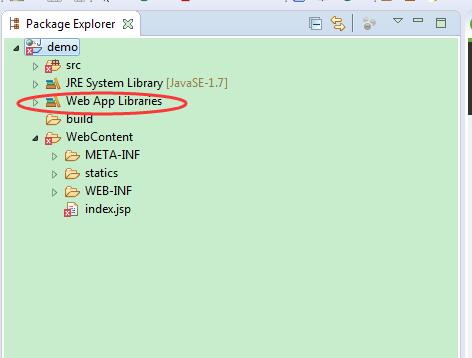 Package Explorer
demo
src
JRE System Library [JavaSE-1.7]
Web App Libraries
build
WebContent
META-INF
statics
WEB-INF
index.jsp